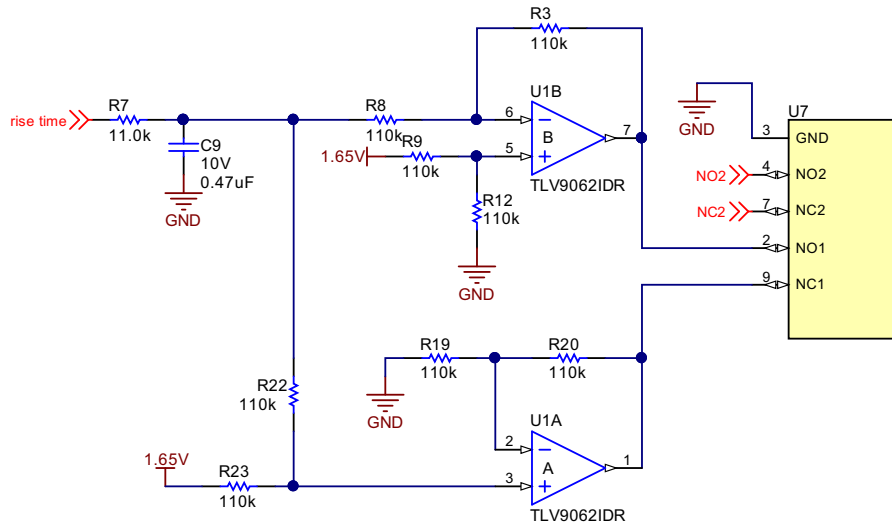 R3
110k
U1B
6
B
7
5
TLV9062IDR
rise time
R7
11.0k
C9
10V
0.47uF
GND
R8
110k
1.65V
R9
110k
R12
110k
GND
GND
U7
3
GND
4
NO2
NO2
7
NC2
NC2
2
NO1
9
NC1
R19
110k
R20
110k
GND
R22
110k
U1A
2
A
1
3
TLV9062IDR
1.65V
R23
110k